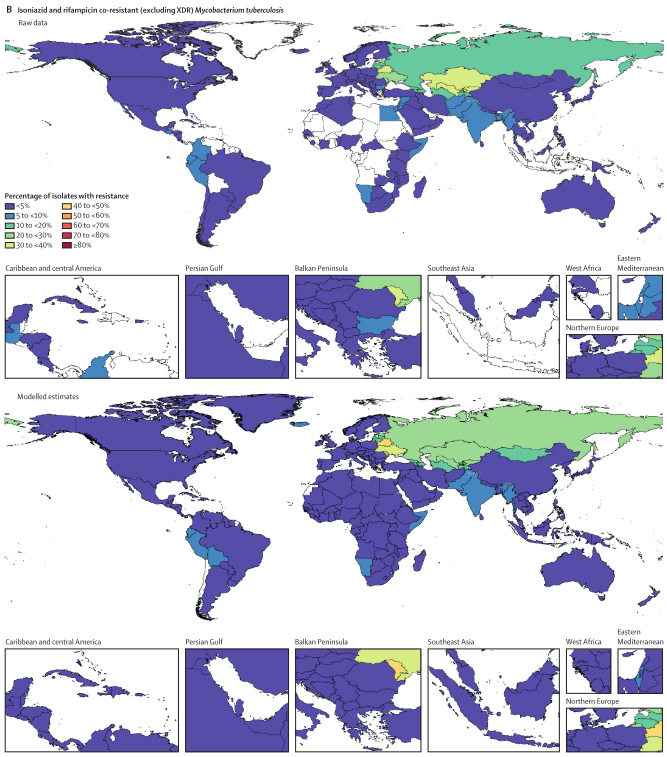 B Isoniazid and rifampicin co-resistant (excluding XDR) Mycobacterium tuberculosis
Raw data
Percentage of isolates with resistance
<5%
5 to <10%
10 to <20%
20 to <30%
30 to <40%
40 to <50%
50 to <60%
60 to <70%
70 to <80%
≥80%
Caribbean and central America
Persian Gulf
Balkan Peninsula
Southeast Asia
West Africa
Eastern
Mediterranean
Northern Europe
Modelled estimates
Caribbean and central America
Persian Gulf
Balkan Peninsula
Southeast Asia
West Africa
Eastern
Mediterranean
Northern Europe